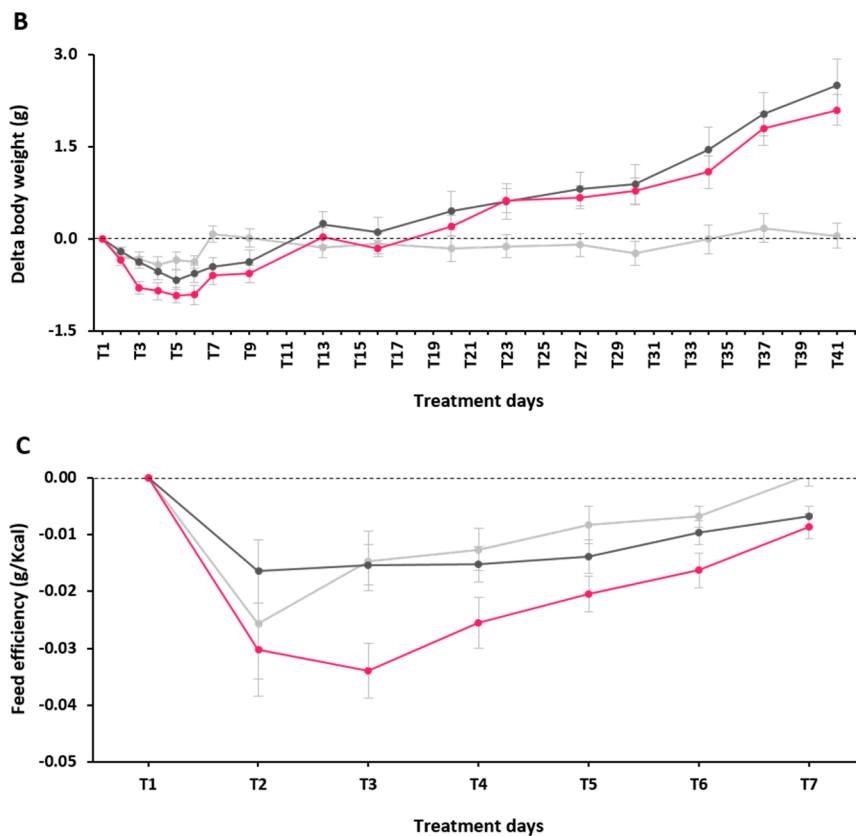 B
Delta body weight (g)
3.0
1.5
0.0
-1.5
T1 T3 T5 T7 T9 T11 T13 T15 T17 T19 T21 T23 T25 T27 T29 T31 T33 T35 T37 T39 T41
Treatment days
C
Feed efficiency (g/Kcal)
0.00
-0.01
-0.02
-0.03
-0.04
-0.05
T1 T2 T3 T4 T5 T6 T7
Treatment days